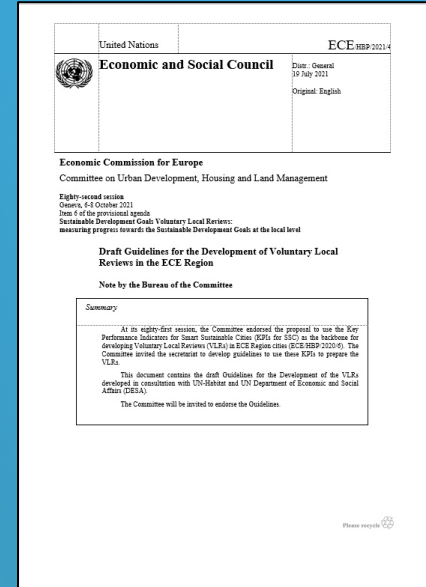 United Nations
ECE/HBP/2021/4
Economic and Social Council
Distr.: General
19 July 2021
Original: English
Economic Commission for Europe
Committee on Urban Development, Housing and Land Management
Eighty-second session
Geneva, 6-8 October 2021
Item 6 of the provisional agenda
Sustainable Development Goals Voluntary Local Reviews:
measuring progress towards the Sustainable Development Goals at the local level
Draft Guidelines for the Development of Voluntary Local
Reviews in the ECE Region
Note by the Bureau of the Committee
Summary
At its eighty-first session, the Committee endorsed the proposal to use the Key
Performance Indicators for Smart Sustainable Cities (KPIs for SSC) as the backbone for
developing Voluntary Local Reviews (VLRs) in ECE Region cities (ECE/HBP/2020/6). The
Committee invited the secretariat to develop guidelines to use these KPIs to prepare the
VLRs.
This document contains the draft Guidelines for the Development of the VLRs
developed in consultation with UN-Habitat and UN Department of Economic and Social
Affairs (DESA).
The Committee will be invited to endorse the Guidelines.
Please recycle